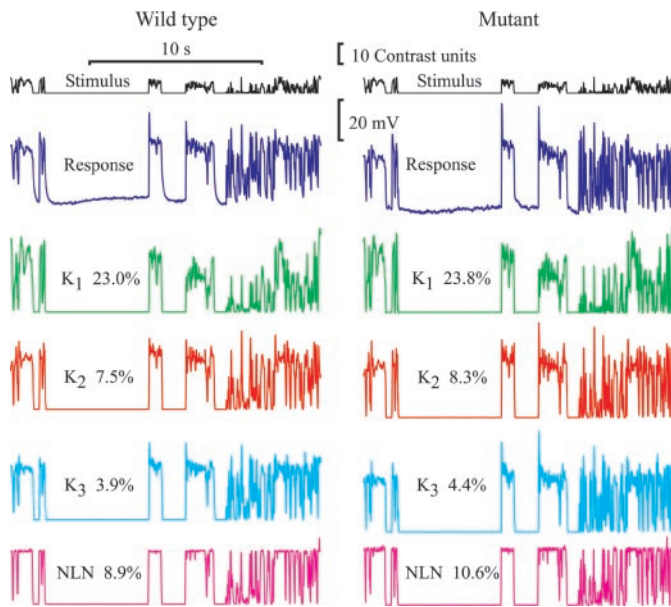 Wild type
Mutant
10 s
10 Contrast units
Stimulus
Stimulus
20 mV
Response
Response
K1 23.0%
K1 23.8%
K2 7.5%
K2 8.3%
K3 3.9%
K3 4.4%
NLN 8.9%
NLN 10.6%